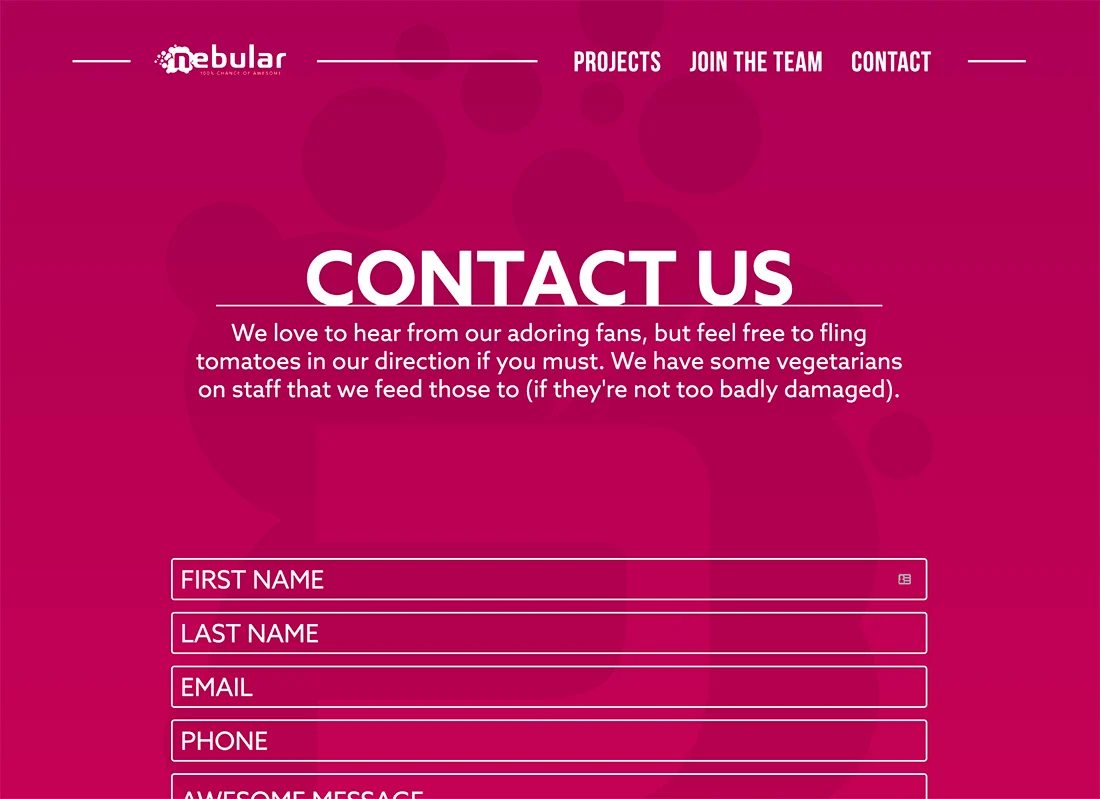 nebular
100% CHANCE OF AWESOME
PROJECTS
JOIN THE TEAM
CONTACT
CONTACT US
We love to hear from our adoring fans, but feel free to fling
tomatoes in our direction if you must. We have some vegetarians
on staff that we feed those to (if they're not too badly damaged).
FIRST NAME
LAST NAME
EMAIL
PHONE
AWESOME MESSAGE